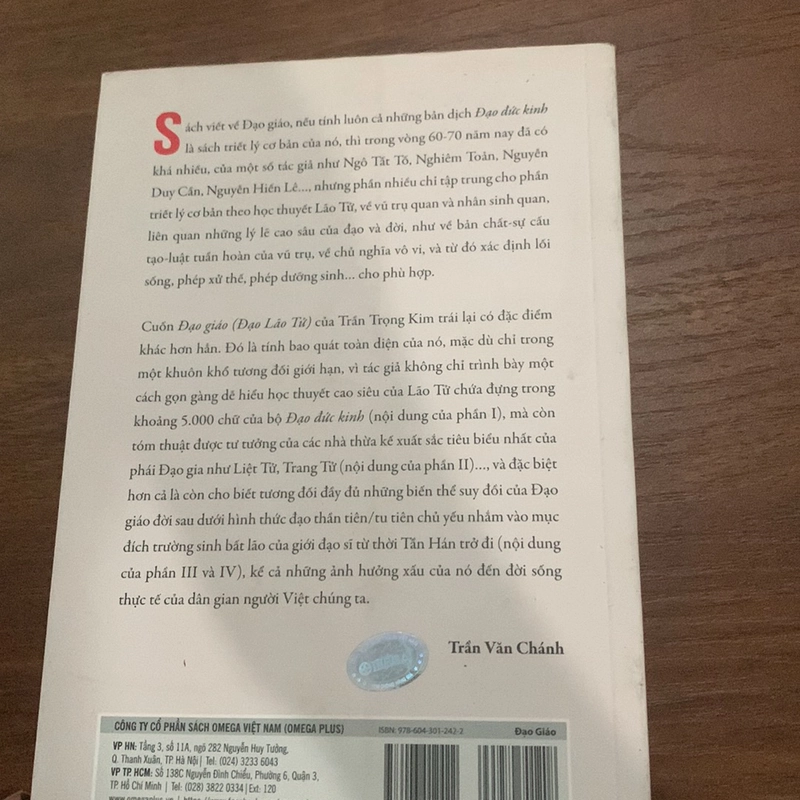 Sách viết về Đạo giáo, nếu tính luôn cả những bản dịch Đạo đức kinh
là sách triết lý cơ bản của nó, thì trong vòng 60-70 năm nay đã có
khá nhiều, của một số tác giả như Ngô Tất Tố, Nghiêm Toản, Nguyễn
Duy Cần, Nguyễn Hiến Lê..., nhưng phần nhiều chỉ tập trung cho phần
triết lý cơ bản theo học thuyết Lão Tử, về vũ trụ quan và nhân sinh quan,
liên quan những lý lẽ cao sâu của đạo và đời, như về bản chất-sự cấu
tạo-luật tuần hoàn của vũ trụ, về chủ nghĩa vô vi, và từ đó xác định lối
sống, phép xử thế, phép dưỡng sinh... cho phù hợp.
Cuốn Đạo giáo (Đạo Lão Tử) của Trần Trọng Kim trái lại có đặc điểm
khác hơn hẳn. Đó là tính bao quát toàn diện của nó, mặc dù chỉ trong
một khuôn khổ tương đối giới hạn, vì tác giả không chỉ trình bày một
cách gọn gàng dễ hiểu học thuyết cao siêu của Lão Tử chứa đựng trong
khoảng 5.000 chữ của bộ Đạo đức kinh (nội dung của phần I), mà còn
tóm thuật được tư tưởng của các nhà thừa kế xuất sắc tiêu biểu nhất của
phái Đạo gia như Liệt Tử, Trang Tử (nội dung của phần II)..., và đặc biệt
hơn cả là còn cho biết tương đối đầy đủ những biến thể suy đồi của Đạo
giáo đời sau dưới hình thức đạo thần tiên/tu tiên chủ yếu nhằm vào mục
đích trường sinh bất lão của giới đạo sĩ từ thời Tần Hán trở đi (nội dung
của phần III và IV), kể cả những ảnh hưởng xấu của nó đến đời sống
thực tế của dân gian người Việt chúng ta.
Trần Văn Chánh
CÔNG TY CỔ PHẦN SÁCH OMEGA VIỆT NAM (OMEGA PLUS)
VP HN: Tầng 3, số 11A, ngõ 282 Nguyễn Huy Tưởng,
Q. Thanh Xuân, TP. Hà Nội | Tel: (024) 3233 6043
VP TP. HCM: Số 138C Nguyễn Đình Chiểu, Phường 6, Quận 3,
TP. Hồ Chí Minh | Tel: (028) 3822 0334 | Ext: 120
ISBN: 978-604-301-242-2
Đạo Giáo